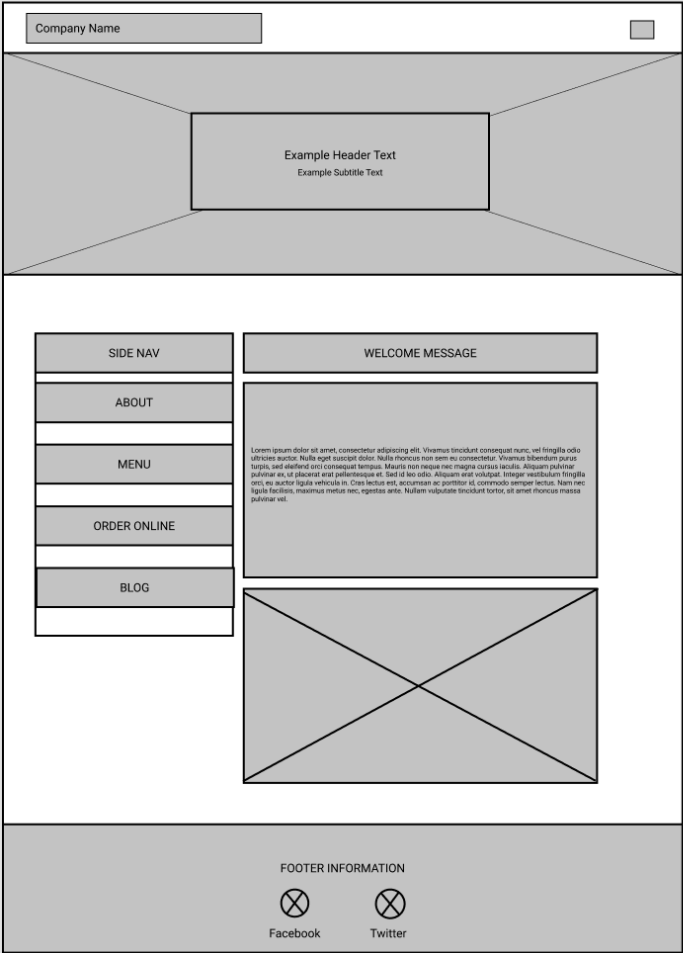 Company Name
Example Header Text
Example Subtitle Text
SIDE NAV
ABOUT
MENU
ORDER ONLINE
BLOG
WELCOME MESSAGE
Lorem ipsum dolor sit amet, consectetur adipiscing elit. Vivamus tincidunt consequat nunc, vel fringilla odio
ultricies auctor. Nulla eget suscipit dolor. Nulla rhoncus non sem eu consectetur. Vivamus bibendum purus
turpis, sed eleifend orci consequat tempus. Mauris non neque nec magna cursus iaculis. Aliquam pulvinar
pulvinar ex, ut placerat erat pellentesque et. Sed id leo odio. Aliquam erat volutpat. Integer vestibulum fringilla
orci, eu auctor ligula vehicula in. Cras lectus est, accumsan ac porttitor id, commodo semper lectus. Nam nec
ligula facilisis, maximus metus nec, egestas ante. Nullam vulputate tincidunt tortor, sit amet rhoncus massa
pulvinar vel.
FOOTER INFORMATION
Facebook
Twitter